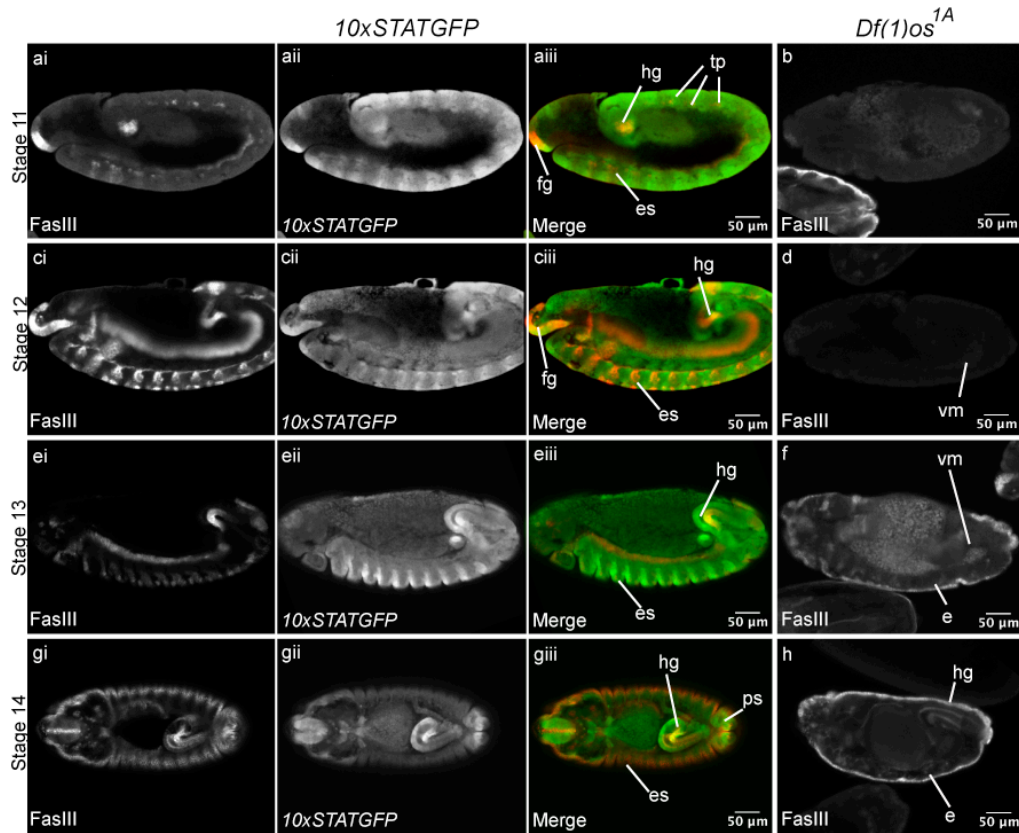 10xSTATGFP
Df(1)os1A
Stage 11
ai
FasIII
aii
10xSTATGFP
aiii
hg
tp
fg
es
Merge
50 µm
b
FasIII
50 µm
Stage 12
ci
FasIII
cii
10xSTATGFP
ciii
hg
fg
es
Merge
50 µm
d
vm
FasIII
50 µm
Stage 13
ei
FasIII
eii
10xSTATGFP
eiii
hg
es
Merge
50 µm
f
vm
e
FasIII
50 µm
Stage 14
gi
FasIII
gii
10xSTATGFP
giii
hg
ps
es
Merge
50 µm
h
hg
e
FasIII
50 µm